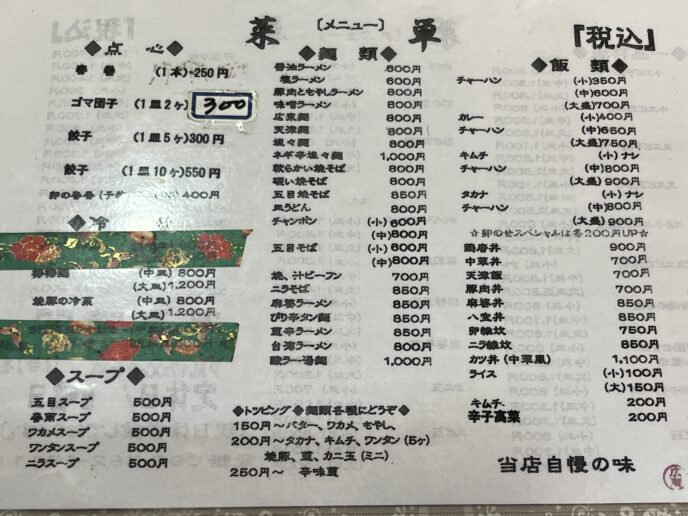 菜 〔メニュー〕 単 『税込』
◆点 心◆
春巻 (1本)・250円
ゴマ団子 (1皿2ヶ) 300
餃子 (1皿5ヶ)300円
餃子 (1皿10ヶ)550円
卵の春巻 400円
◆冷
棒棒鶏 (中皿) 800円
(大皿)1,200円
焼豚の冷菜 (中皿) 800円
(大皿)1,200円
◆スープ◆
五目スープ 500円
春雨スープ 500円
ワカメスープ 500円
ワンタンスープ 500円
ニラスープ 500円
◆麺 類◆
醤油ラーメン 600円
塩ラーメン 600円
豚肉ともやしラーメン 800円
味噌ラーメン 800円
広東麺 800円
天津麺 800円
坦々麺 800円
ネギ辛坦々麺 1,000円
軟らかい焼そば 800円
硬い焼そば 800円
五目焼そば 850円
皿うどん 800円
チャンポン (小)600円
(中)800円
五目そば (小)600円
(中)800円
焼、汁ビーフン 700円
ニラそば 850円
麻婆ラーメン 850円
ぴり辛タン麺 850円
葱辛ラーメン 850円
台湾ラーメン 800円
酸ラー湯麺 1,000円
◆トッピング◆麺類各種にどうぞ◆
150円～バター、ワカメ、もやし、
200円～タカナ、キムチ、ワンタン(5ヶ)
焼豚、葱、カニ玉(ミニ)
250円～ 辛味葱
◆飯 類◆
チャーハン (小)350円
(中)600円
(大盛)700円
カレー (小)400円
チャーハン (中)650円
(大盛)750円
キムチ (小)ナシ
チャーハン (中)800円
(大盛)900円
タカナ (小)ナシ
チャーハン (中)800円
(大盛)900円
☆卵のせスペシャルは各200円UP☆
鶏唐丼 900円
中華丼 700円
天津飯 700円
豚肉丼 700円
麻婆丼 850円
八宝丼 850円
卵雑炊 750円
ニラ雑炊 850円
カツ丼(中華風) 1,100円
ライス (小)100円
(大)150円
キムチ 200円
辛子高菜 200円
当店自慢の味